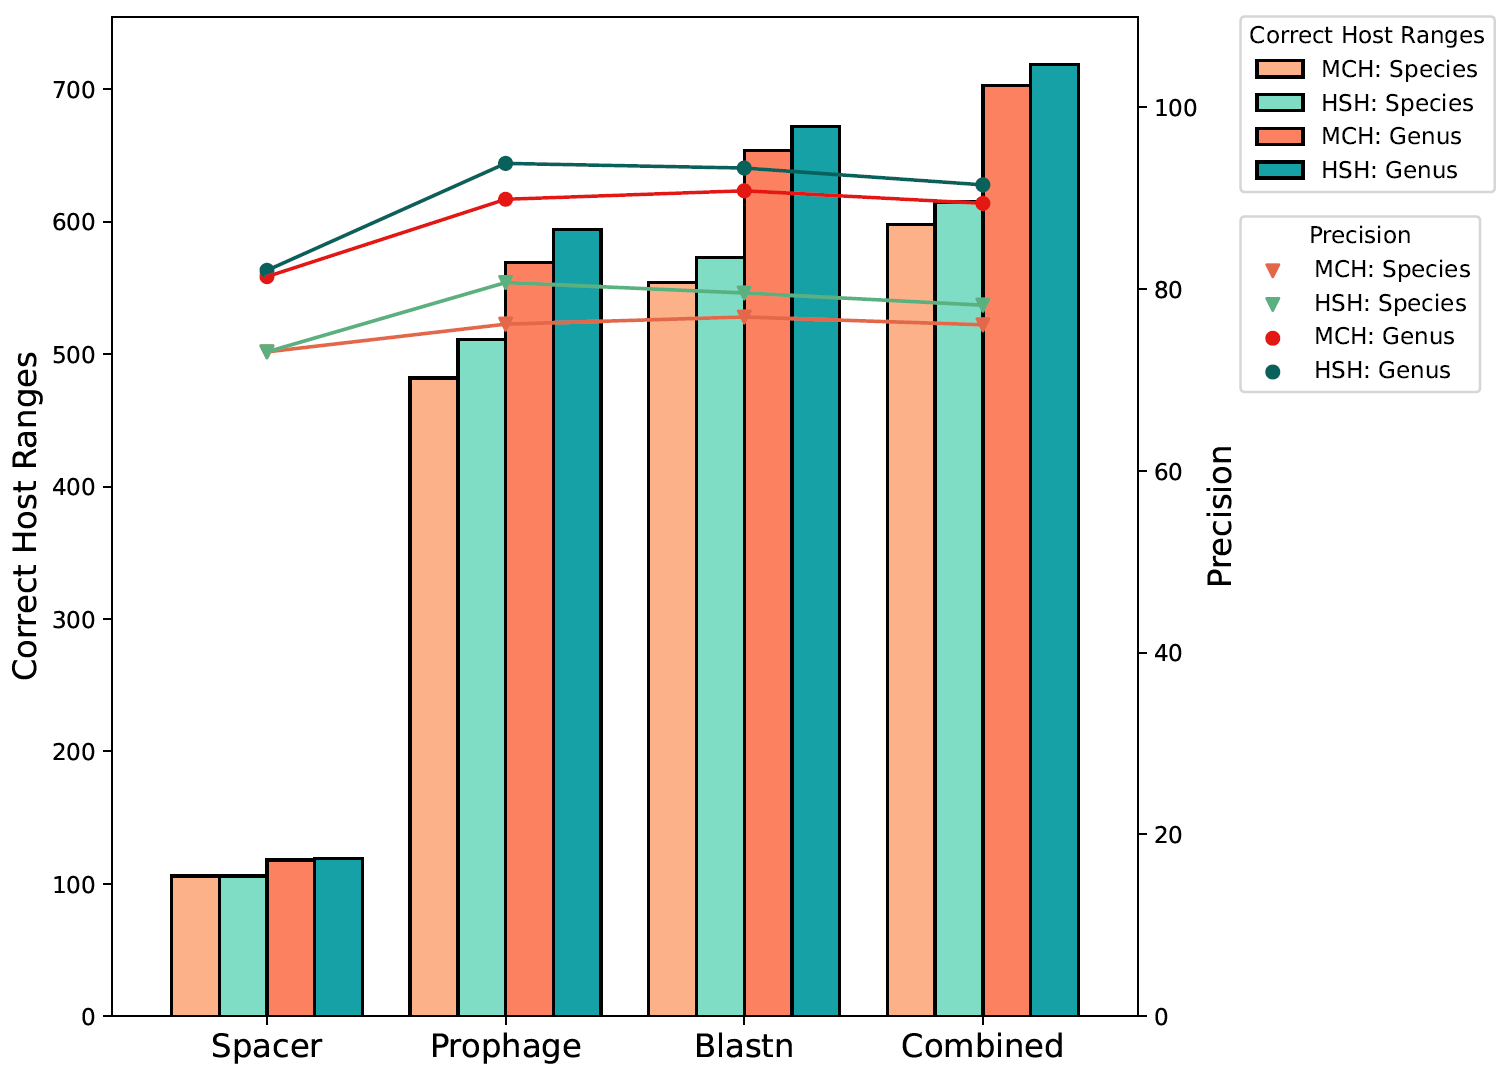 Correct Host Ranges
0
100
200
300
400
500
600
700
Spacer
Prophage
Blastn
Combined
0
20
40
60
80
100
Precision
Correct Host Ranges
MCH: Species
HSH: Species
MCH: Genus
HSH: Genus
Precision
MCH: Species
HSH: Species
MCH: Genus
HSH: Genus